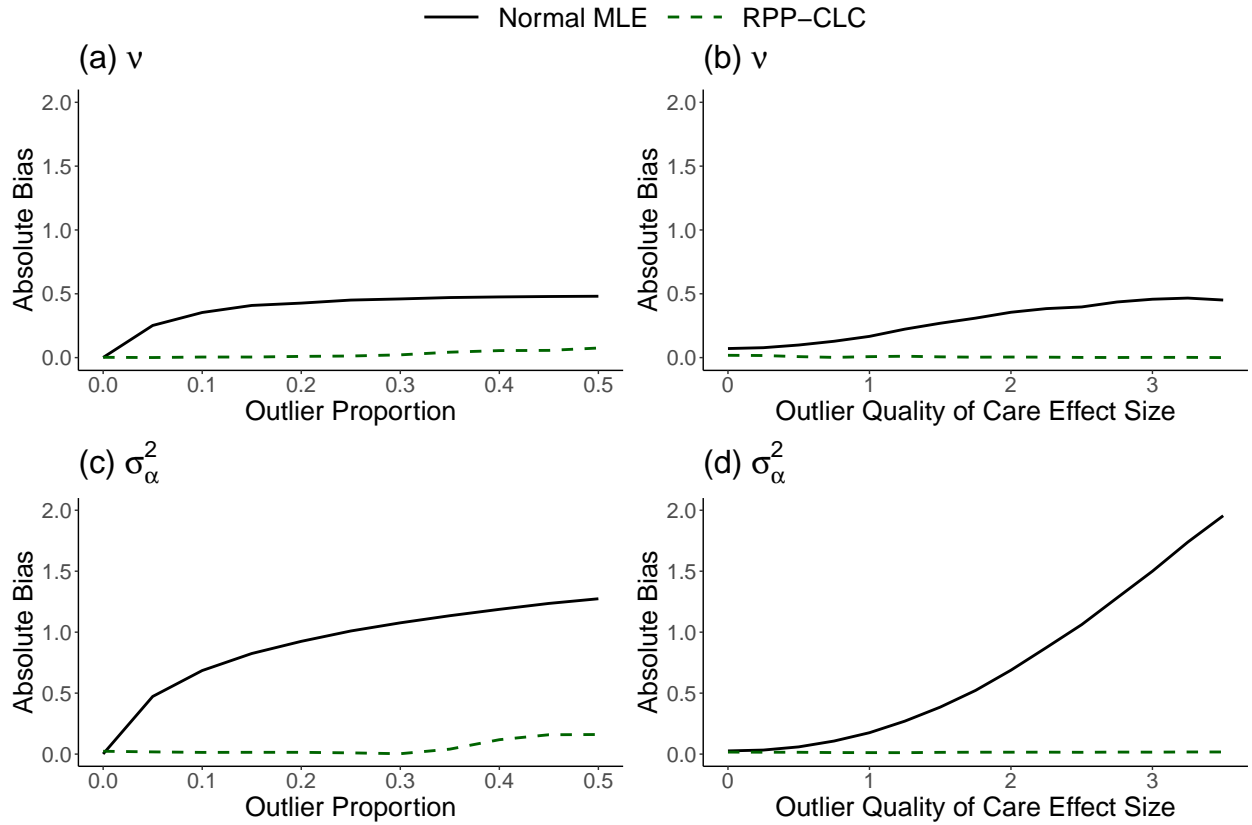 Normal MLE RPP−CLC
(a) ν
2.0
1.5
1.0
0.5
0.0
Absolute Bias
0.0 0.1 0.2 0.3 0.4 0.5
Outlier Proportion
(b) ν
2.0
1.5
1.0
0.5
0.0
Absolute Bias
0 1 2 3
Outlier Quality of Care Effect Size
(c) σ²α
2.0
1.5
1.0
0.5
0.0
Absolute Bias
0.0 0.1 0.2 0.3 0.4 0.5
Outlier Proportion
(d) σ²α
2.0
1.5
1.0
0.5
0.0
Absolute Bias
0 1 2 3
Outlier Quality of Care Effect Size